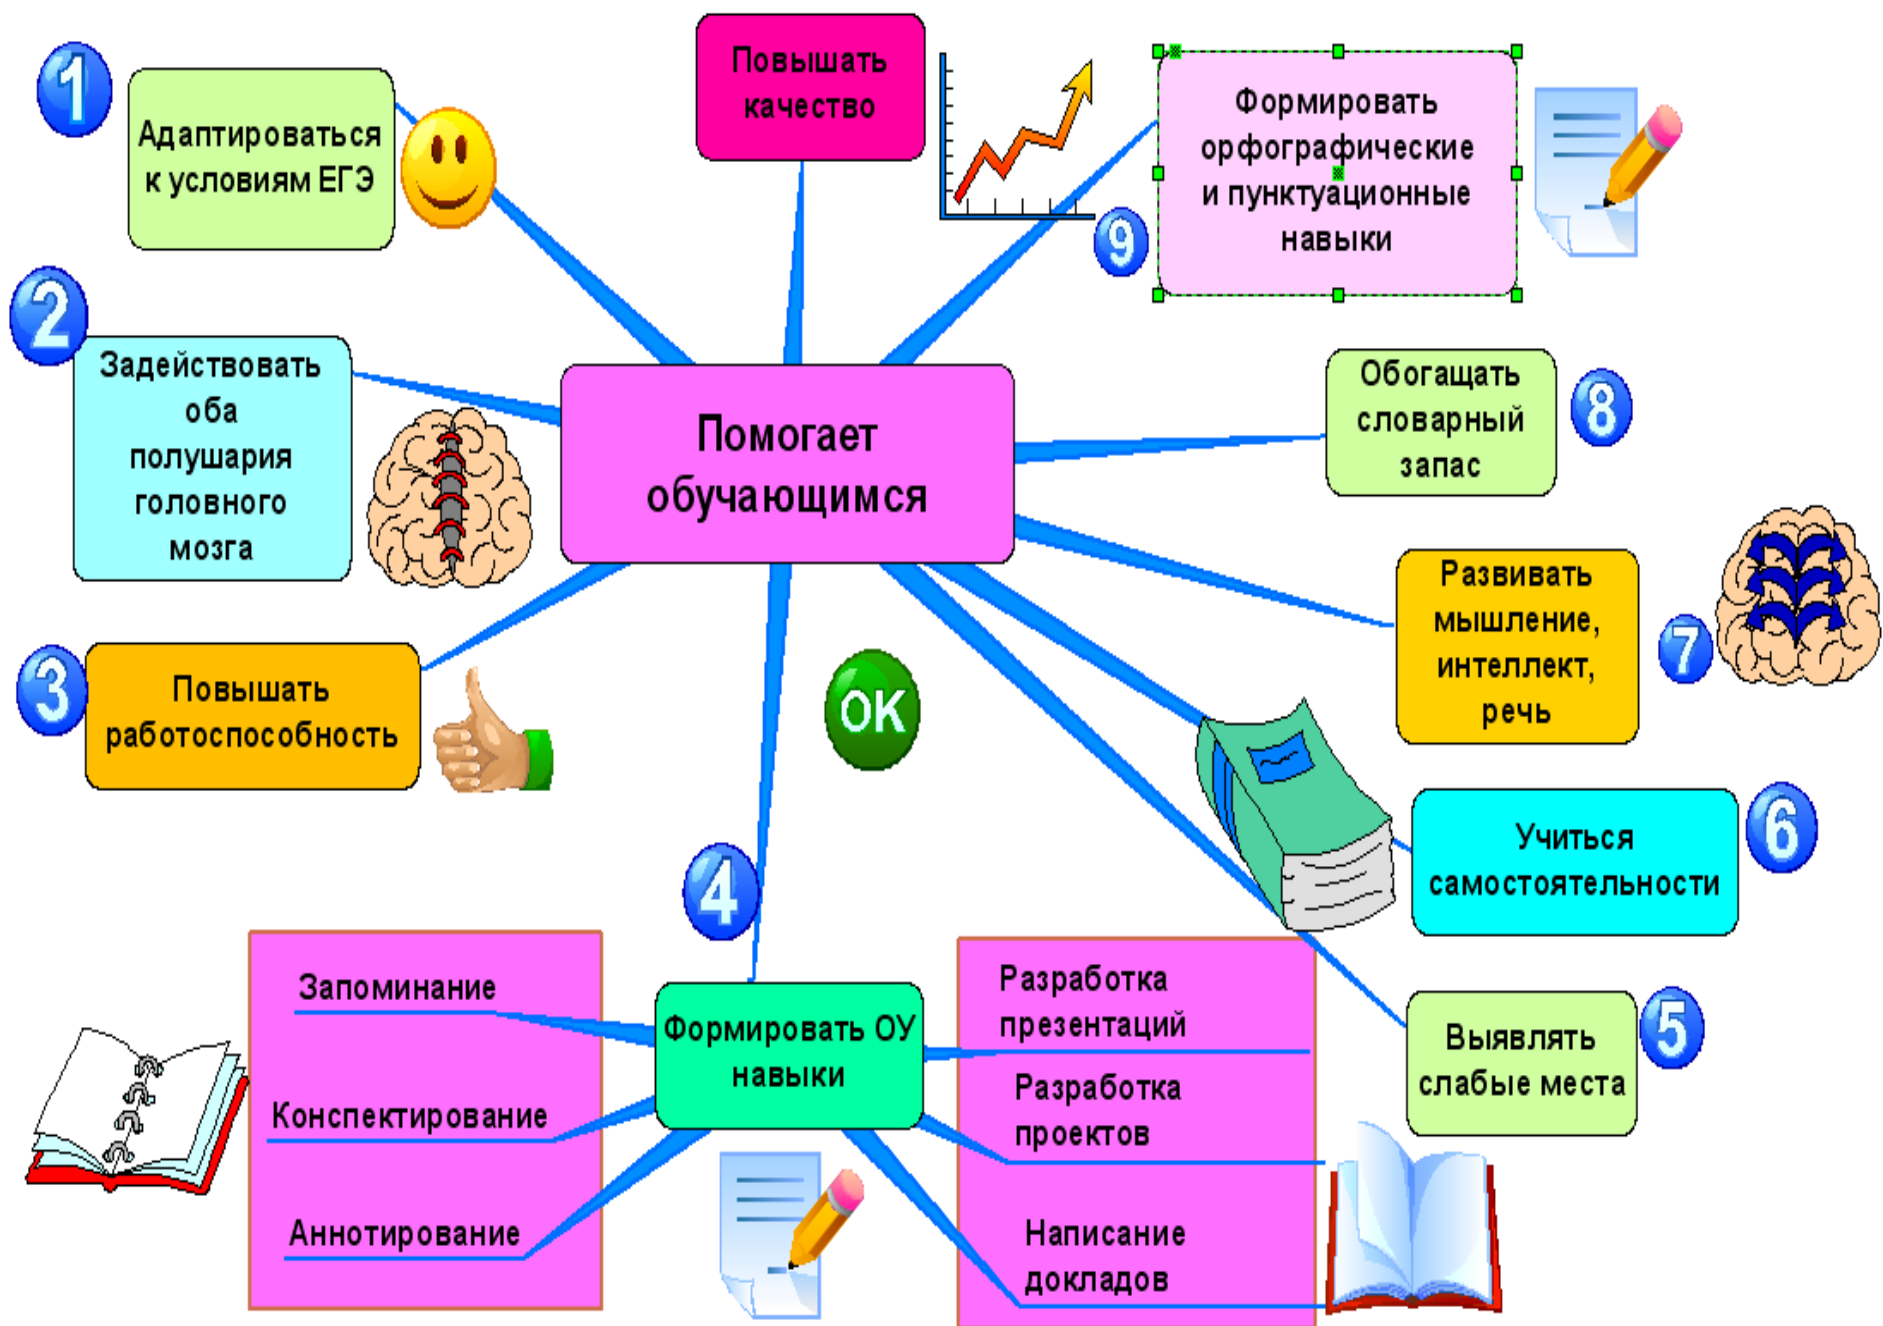 1
Адаптироваться
к условиям ЕГЭ
Повышать
качество
9
Формировать
орфографические
и пунктуационные
навыки
2
Задействовать
оба
полушария
головного
мозга
Помогает
обучающимся
Обогащать
словарный
запас
8
3
Повышать
работоспособность
OK
Развивать
мышление,
интеллект,
речь
7
Учиться
самостоятельности
6
4
Формировать ОУ
навыки
Запоминание
Конспектирование
Аннотирование
Разработка
презентаций
Разработка
проектов
Написание
докладов
Выявлять
слабые места
5